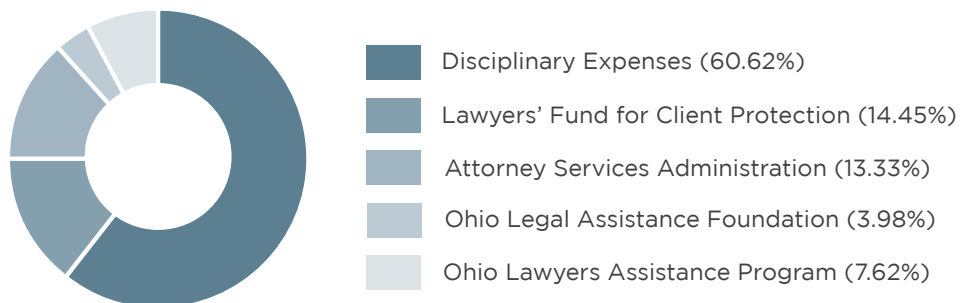 Disciplinary Expenses (60.62%)
Lawyers’ Fund for Client Protection (14.45%)
Attorney Services Administration (13.33%)
Ohio Legal Assistance Foundation (3.98%)
Ohio Lawyers Assistance Program (7.62%)